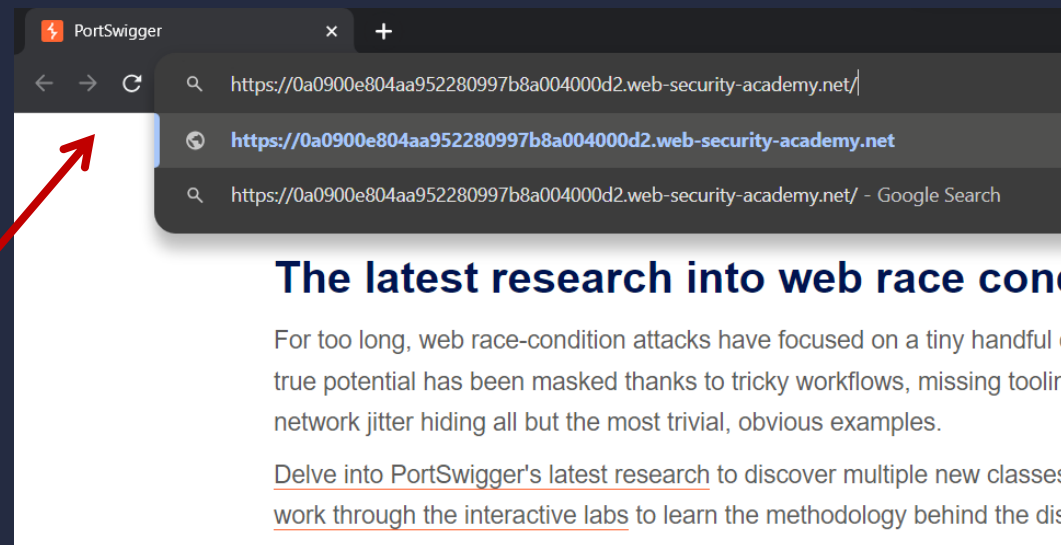 PortSwigger
https://0a0900e804aa952280997b8a004000d2.web-security-academy.net/
https://0a0900e804aa952280997b8a004000d2.web-security-academy.net
https://0a0900e804aa952280997b8a004000d2.web-security-academy.net/ - Google Search
The latest research into web race
For too long, web race-condition attacks have focused on a tiny handful
true potential has been masked thanks to tricky workflows, missing
network jitter hiding all but the most trivial, obvious examples.
Delve into PortSwigger's latest research to discover multiple new classes
work through the interactive labs to learn the methodology behind the